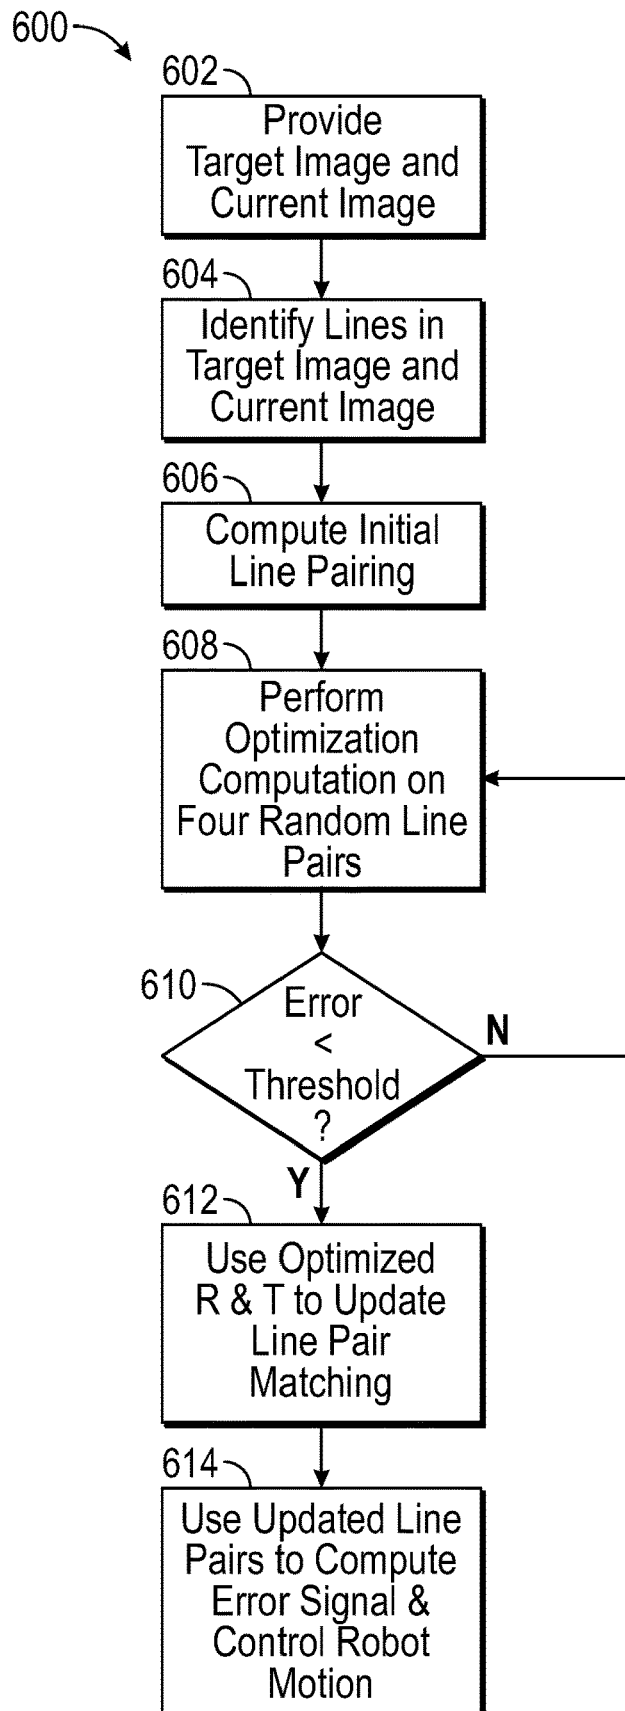 600
602
Provide
Target Image and
Current Image
604
Identify Lines in
Target Image and
Current Image
606
Compute Initial
Line Pairing
608
Perform
Optimization
Computation on
Four Random Line
Pairs
610
Error
<
Threshold
?
N
Y
612
Use Optimized
R & T to Update
Line Pair
Matching
614
Use Updated Line
Pairs to Compute
Error Signal &
Control Robot
Motion